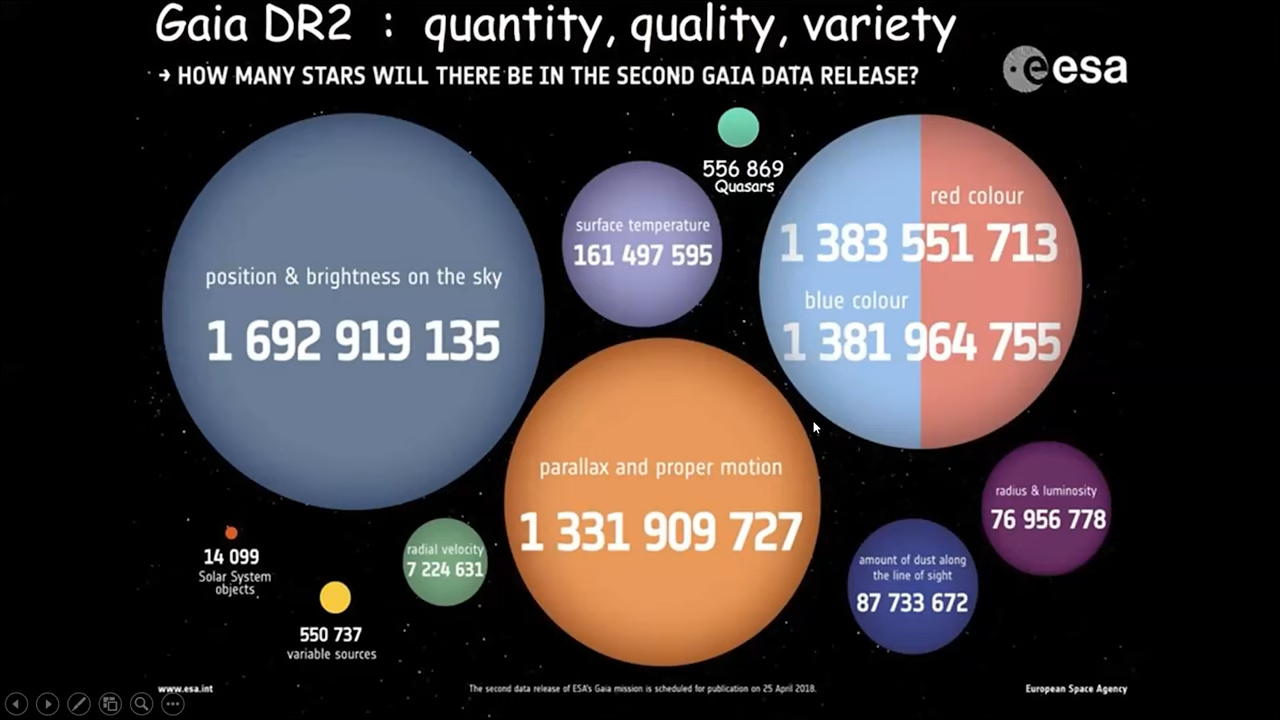 Gaia DR2 : quantity, quality, variety
→ HOW MANY STARS WILL THERE BE IN THE SECOND GAIA DATA RELEASE?
esa
position & brightness on the sky
1 692 919 135
surface temperature
161 497 595
556 869
Quasars
red colour
1 383 551 713
blue colour
1 381 964 755
parallax and proper motion
1 331 909 727
radius & luminosity
76 956 778
amount of dust along
the line of sight
87 733 672
radial velocity
7 224 631
14 099
Solar System
objects
550 737
variable sources
www.esa.int
The second data release of ESA's Gaia mission is scheduled for publication on 25 April 2018.
European Space Agency